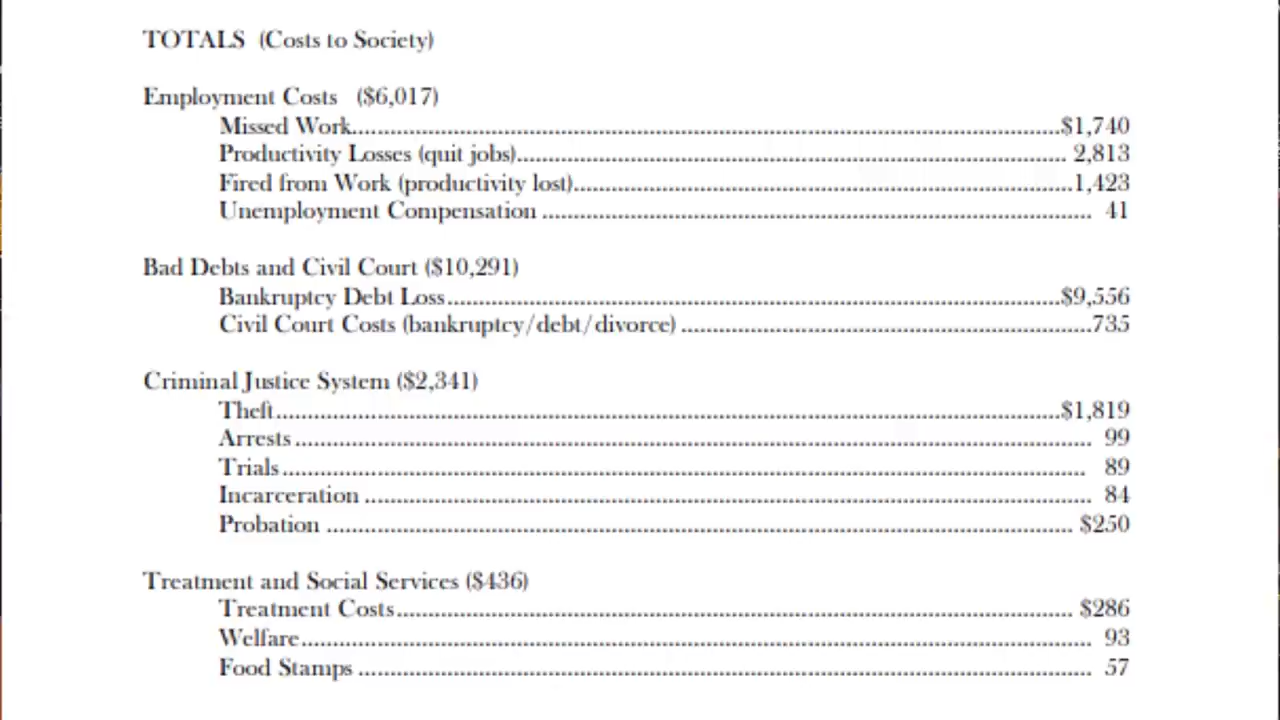 TOTALS (Costs to Society)
Employment Costs ($6,017)
Missed Work....................$1,740
Productivity Losses (quit jobs).................... 2,813
Fired from Work (productivity lost)....................1,423
Unemployment Compensation .................... 41
Bad Debts and Civil Court ($10,291)
Bankruptcy Debt Loss....................$9,556
Civil Court Costs (bankruptcy/debt/divorce) ....................735
Criminal Justice System ($2,341)
Theft....................$1,819
Arrests .................... 99
Trials .................... 89
Incarceration .................... 84
Probation .................... $250
Treatment and Social Services ($436)
Treatment Costs.................... $286
Welfare.................... 93
Food Stamps .................... 57